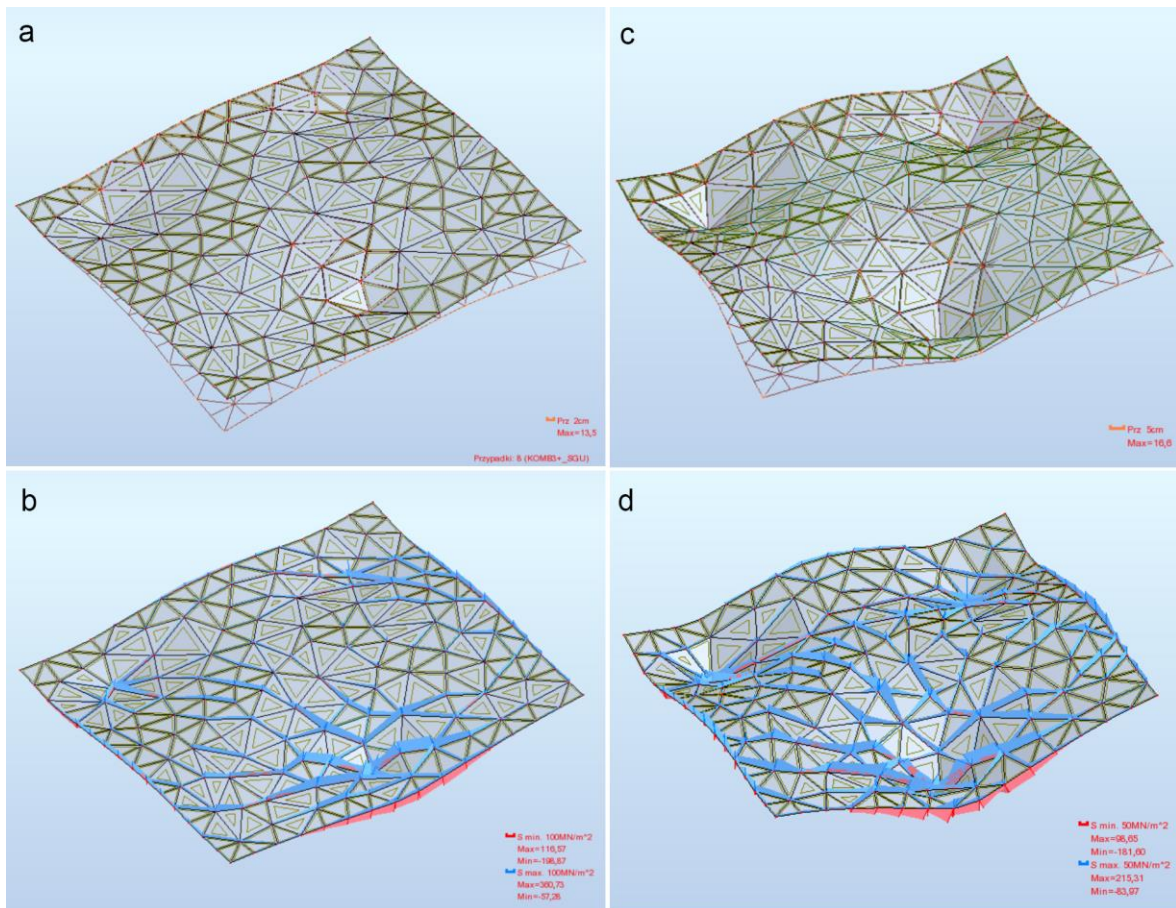 a
c
Prz 2cm
Max=13,5
Przypadki: 8 (KOMB3+_SGU)
Prz 5cm
Max=16,6
b
d
S min. 100MN/m^2
Max=116,57
Min=-198,87
S max. 100MN/m^2
Max=360,73
Min=-57,26
S min. 50MN/m^2
Max=98,65
Min=-181,60
S max. 50MN/m^2
Max=215,31
Min=-83,97